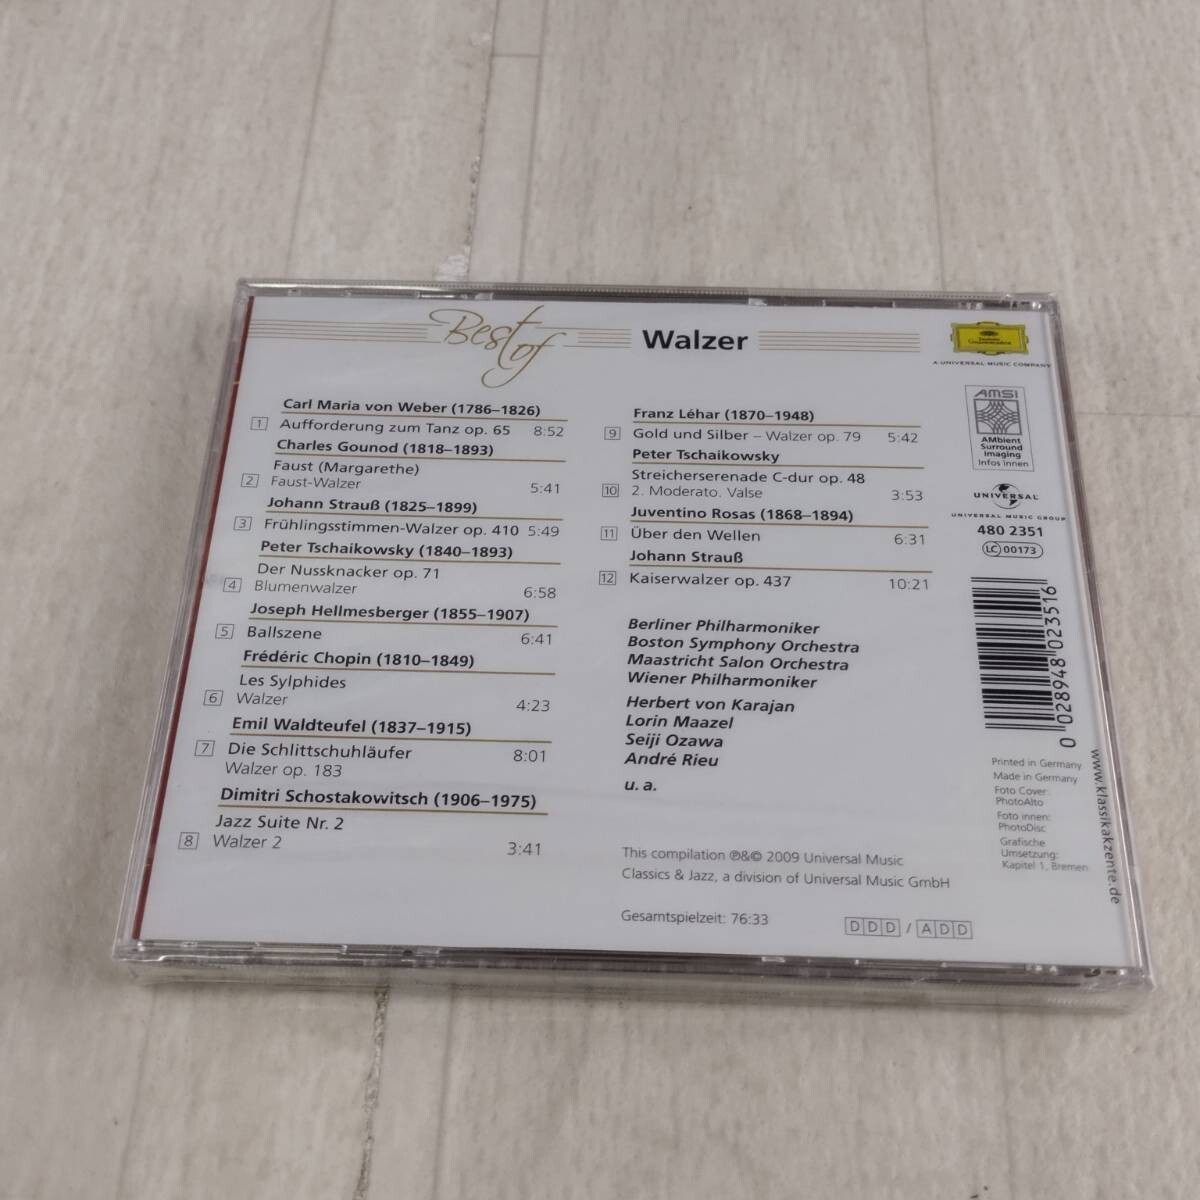 Best of Walzer
Carl Maria von Weber (1786–1826)
1 Aufforderung zum Tanz op. 65 8:52
Charles Gounod (1818–1893)
Faust (Margarethe)
2 Faust-Walzer 5:41
Johann Strauß (1825–1899)
3 Frühlingsstimmen-Walzer op. 410 5:49
Peter Tschaikowsky (1840–1893)
Der Nussknacker op. 71
4 Blumenwalzer 6:58
Joseph Hellmesberger (1855–1907)
5 Ballszene 6:41
Frédéric Chopin (1810–1849)
Les Sylphides
6 Walzer 4:23
Emil Waldteufel (1837–1915)
7 Die Schlittschuhläufer 8:01
Walzer op. 183
Dimitri Schostakowitsch (1906–1975)
Jazz Suite Nr. 2
8 Walzer 2 3:41
Franz Léhar (1870–1948)
9 Gold und Silber – Walzer op. 79 5:42
Peter Tschaikowsky
Streicherserenade C-dur op. 48
10 2. Moderato. Valse 3:53
Juventino Rosas (1868–1894)
11 Über den Wellen 6:31
Johann Strauß
12 Kaiserwalzer op. 437 10:21
Berliner Philharmoniker
Boston Symphony Orchestra
Maastricht Salon Orchestra
Wiener Philharmoniker
Herbert von Karajan
Lorin Maazel
Seiji Ozawa
André Rieu
u. a.
This compilation ℗&© 2009 Universal Music
Classics & Jazz, a division of Universal Music GmbH
Gesamtspielzeit: 76:33
DDD / ADD
Deutsche
Grammophon
A UNIVERSAL MUSIC COMPANY
AMSI
AMbient
Surround
Imaging
Infos innen
UNIVERSAL
UNIVERSAL MUSIC GROUP
480 2351
LC 00173
0 028948 023516
Printed in Germany
Made in Germany
Foto Cover:
PhotoAlto
Foto innen:
PhotoDisc
Grafische
Umsetzung:
Kapitel 1, Bremen
www.klassikakzente.de